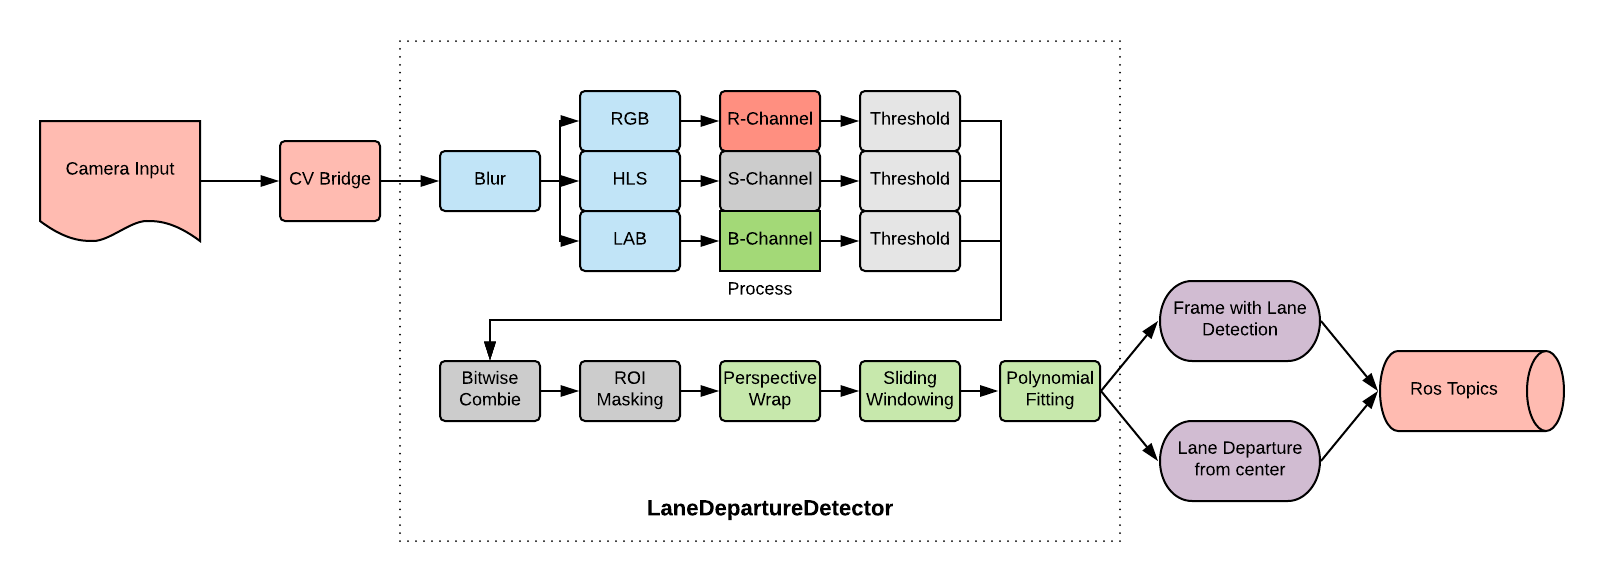 Camera Input
CV Bridge
Blur
RGB
R-Channel
Threshold
HLS
S-Channel
Threshold
LAB
B-Channel
Threshold
Process
Bitwise
Combie
ROI
Masking
Perspective
Wrap
Sliding
Windowing
Polynomial
Fitting
Frame with Lane
Detection
Lane Departure
from center
Ros Topics
LaneDepartureDetector